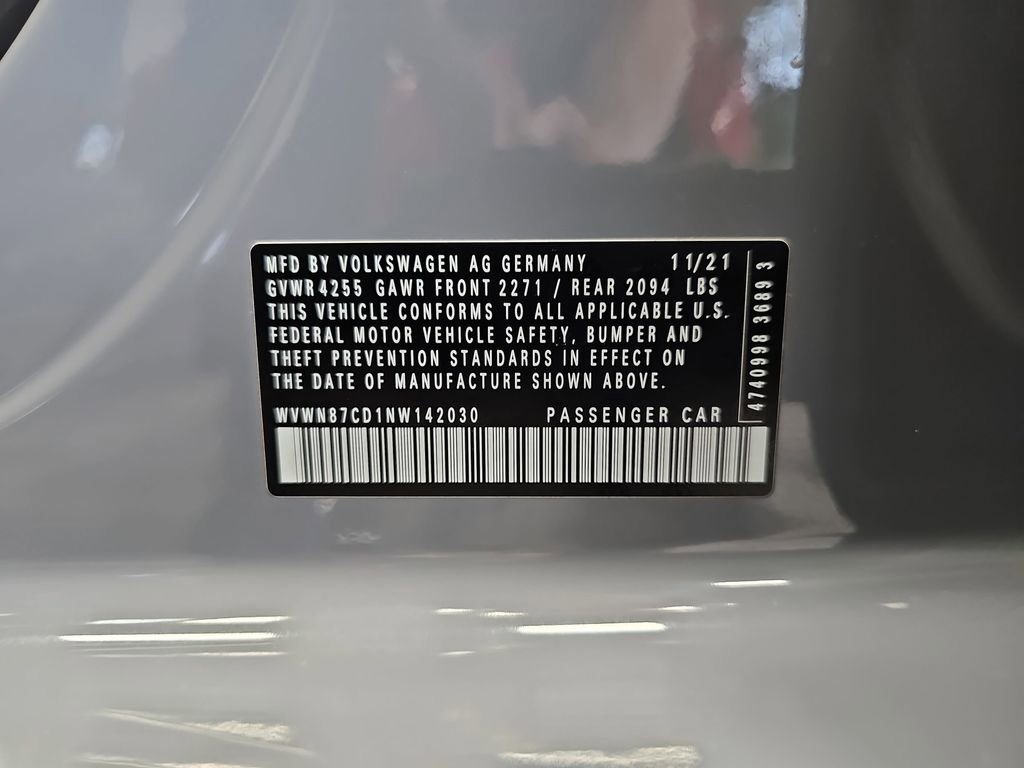 MFD BY VOLKSWAGEN AG GERMANY 11/21
GVWR4255 GAWR FRONT 2271 / REAR 2094 LBS
THIS VEHICLE CONFORMS TO ALL APPLICABLE U.S.
FEDERAL MOTOR VEHICLE SAFETY, BUMPER AND
THEFT PREVENTION STANDARDS IN EFFECT ON
THE DATE OF MANUFACTURE SHOWN ABOVE.
WVWN87CD1NW142030 PASSENGER CAR
4740998 3689 3